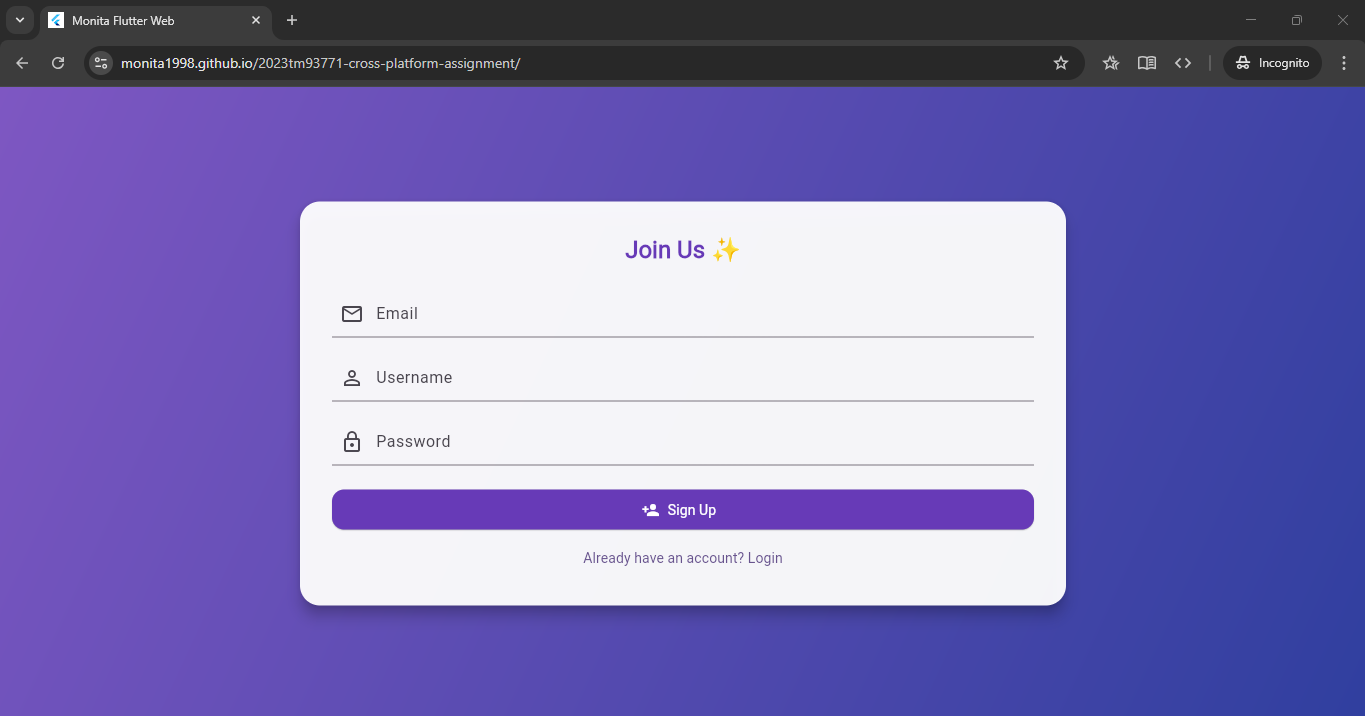 Monita Flutter Web
monita1998.github.io/2023tm93771-cross-platform-assignment/
Incognito
Join Us ✨
Email
Username
Password
Sign Up
Already have an account? Login